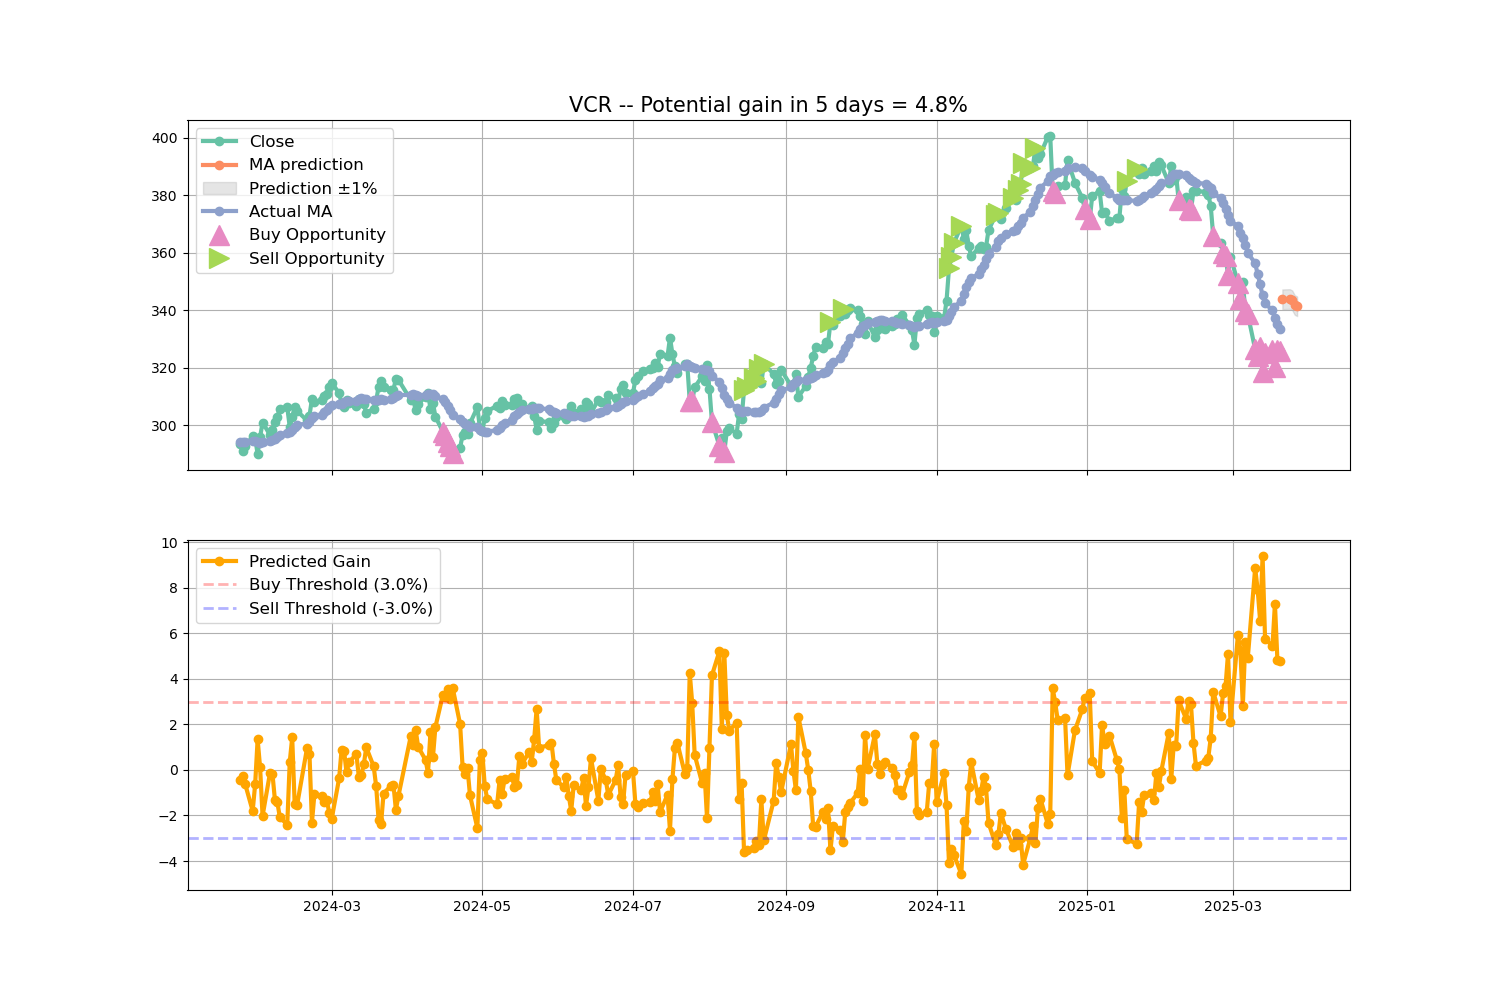 VCR -- Potential gain in 5 days = 4.8%
400
380
360
340
320
300
Close
MA prediction
Prediction ±1%
Actual MA
Buy Opportunity
Sell Opportunity
10
8
6
4
2
0
−2
−4
Predicted Gain
Buy Threshold (3.0%)
Sell Threshold (-3.0%)
2024-03
2024-05
2024-07
2024-09
2024-11
2025-01
2025-03